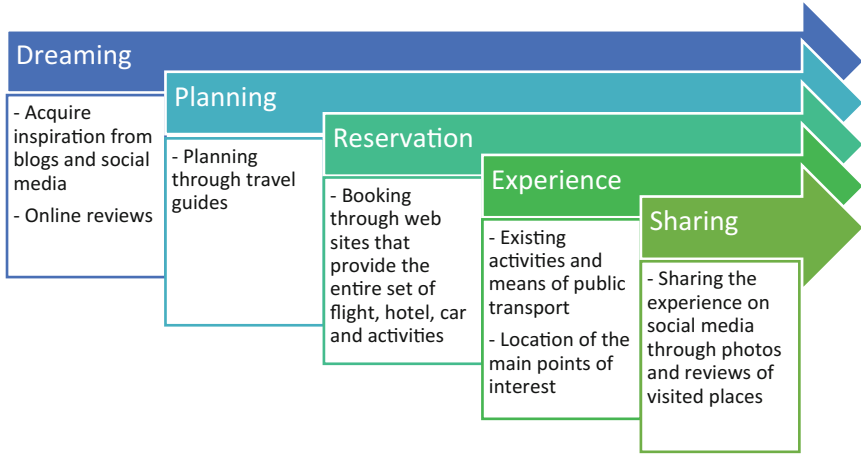 Dreaming
- Acquire
inspiration from
blogs and social
media
- Online reviews
Planning
- Planning
through travel
guides
Reservation
- Booking
through web
sites that
provide the
entire set of
flight, hotel, car
and activities
Experience
- Existing
activities and
means of public
transport
- Location of the
main points of
interest
Sharing
- Sharing the
experience on
social media
through photos
and reviews of
visited places